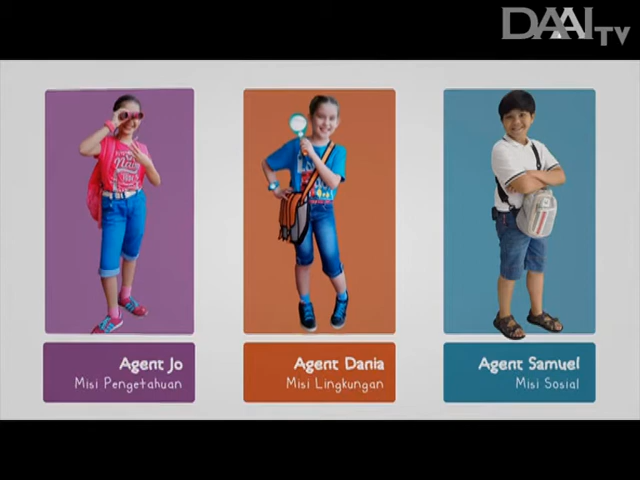 DAAI TV
Agent Jo
Misi Pengetahuan
Agent Dania
Misi Lingkungan
Agent Samuel
Misi Sosial